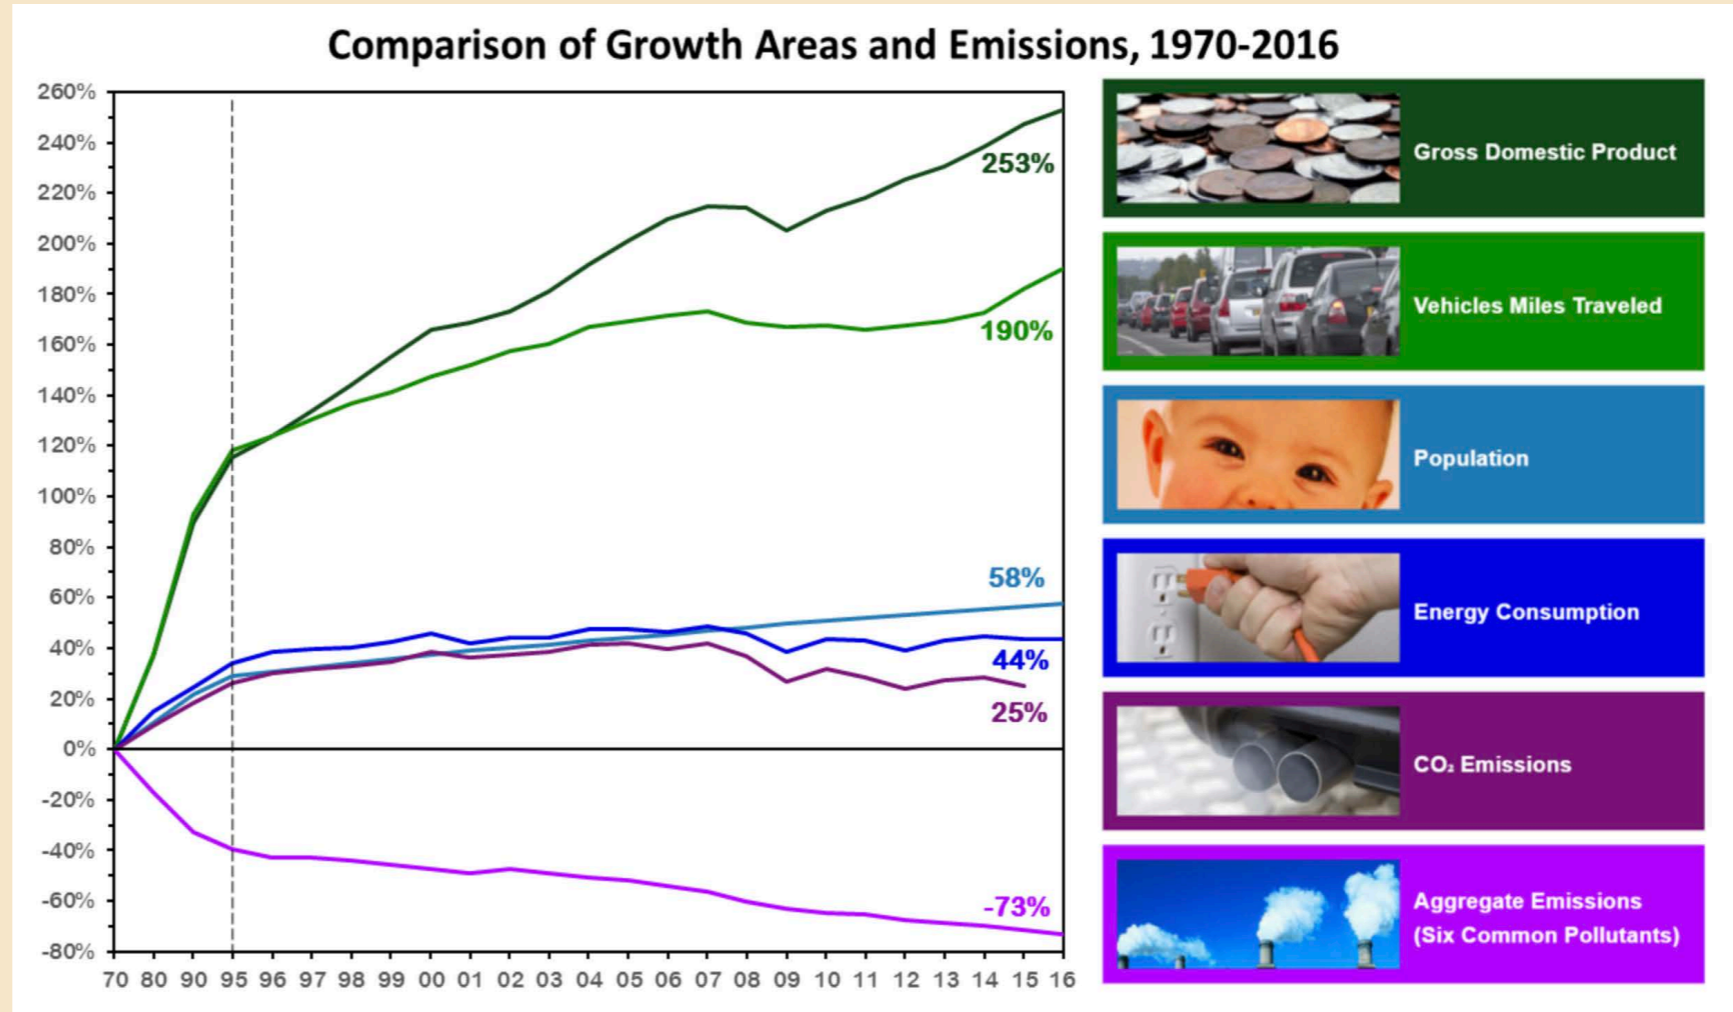 Comparison of Growth Areas and Emissions, 1970-2016
260%
240%
220%
200%
180%
160%
140%
120%
100%
80%
60%
40%
20%
0%
-20%
-40%
-60%
-80%
253%
190%
58%
44%
25%
-73%
70 80 90 95 96 97 98 99 00 01 02 03 04 05 06 07 08 09 10 11 12 13 14 15 16
Gross Domestic Product
Vehicles Miles Traveled
Population
Energy Consumption
CO₂ Emissions
Aggregate Emissions
(Six Common Pollutants)